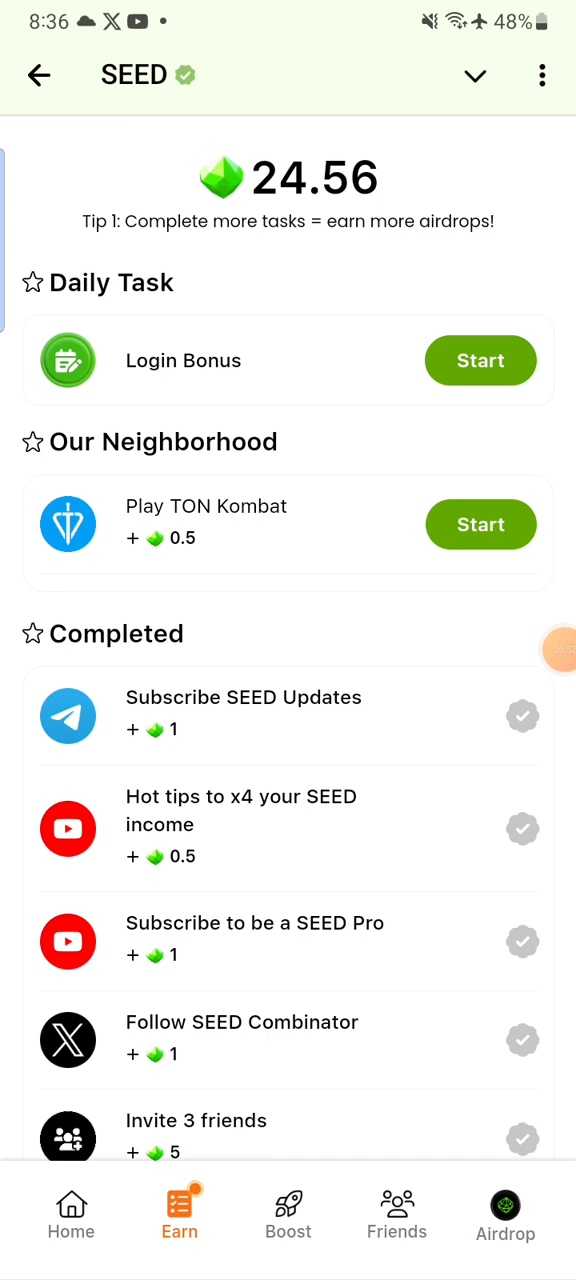 8:36 48%
SEED
24.56
Tip 1: Complete more tasks = earn more airdrops!
Daily Task
Login Bonus Start
Our Neighborhood
Play TON Kombat
+ 0.5 Start
Completed
06:52
Subscribe SEED Updates
+ 1
Hot tips to x4 your SEED
income
+ 0.5
Subscribe to be a SEED Pro
+ 1
Follow SEED Combinator
+ 1
Invite 3 friends
+ 5
Home Earn Boost Friends Airdrop